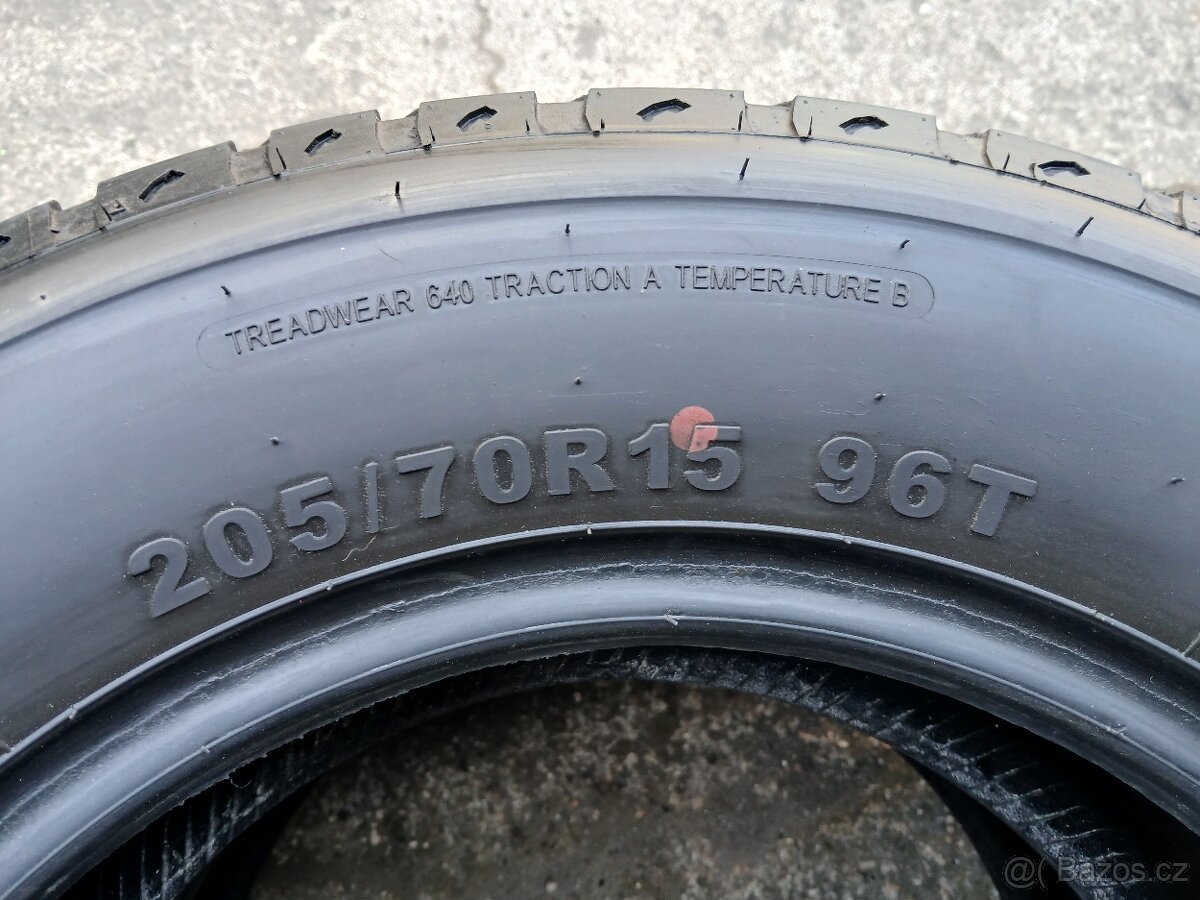 TREADWEAR 640 TRACTION A TEMPERATURE B
205/70R15 96T
@( Bazos.cz